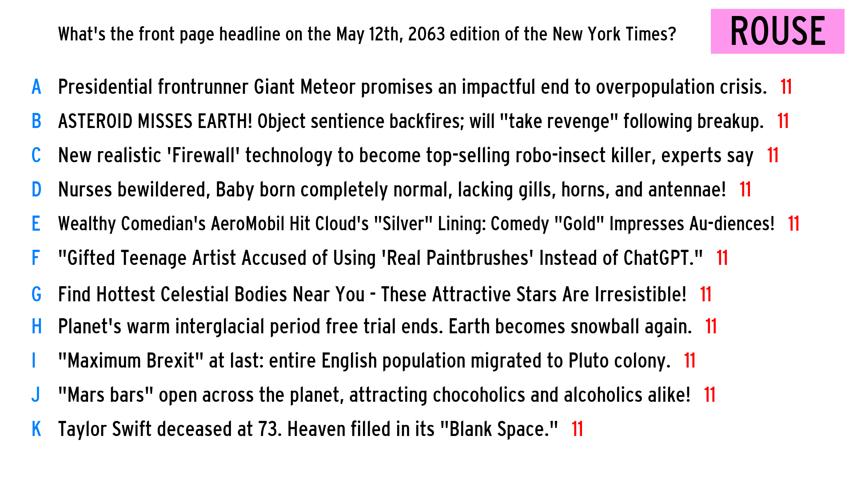 What's the front page headline on the May 12th, 2063 edition of the New York Times?
ROUSE
A Presidential frontrunner Giant Meteor promises an impactful end to overpopulation crisis. 11
B ASTEROID MISSES EARTH! Object sentience backfires; will "take revenge" following breakup. 11
C New realistic 'Firewall' technology to become top-selling robo-insect killer, experts say 11
D Nurses bewildered, Baby born completely normal, lacking gills, horns, and antennae! 11
E Wealthy Comedian's AeroMobil Hit Cloud's "Silver" Lining: Comedy "Gold" Impresses Au-diences! 11
F "Gifted Teenage Artist Accused of Using 'Real Paintbrushes' Instead of ChatGPT." 11
G Find Hottest Celestial Bodies Near You - These Attractive Stars Are Irresistible! 11
H Planet's warm interglacial period free trial ends. Earth becomes snowball again. 11
I "Maximum Brexit" at last: entire English population migrated to Pluto colony. 11
J "Mars bars" open across the planet, attracting chocoholics and alcoholics alike! 11
K Taylor Swift deceased at 73. Heaven filled in its "Blank Space." 11